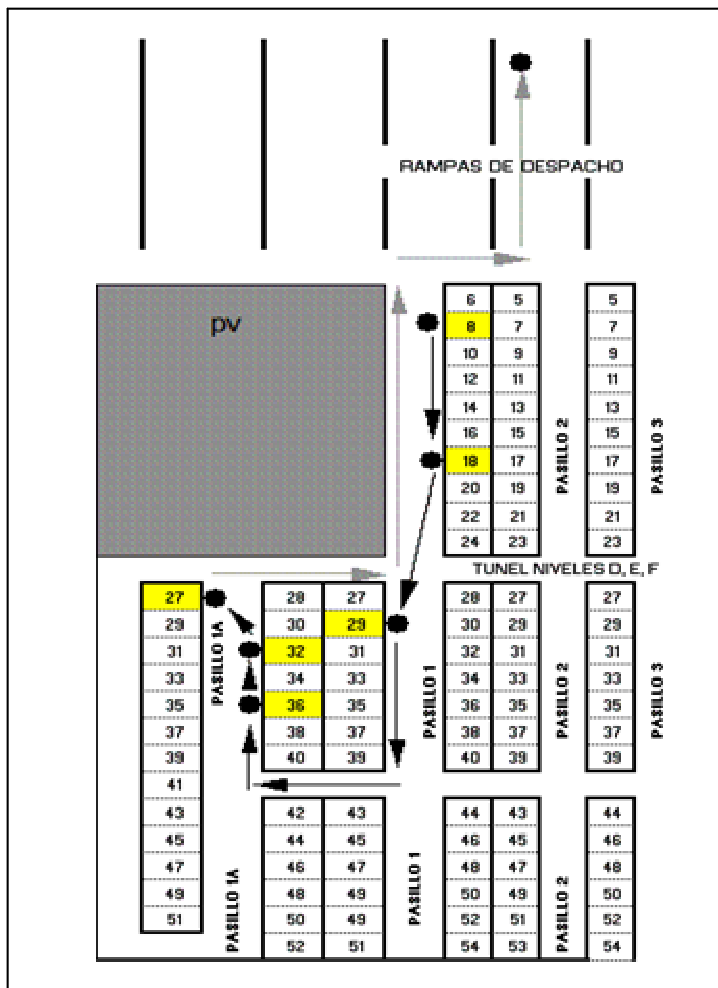 RAMPAS DE DESPACHO
pv
6 5 5
8 7 7
10 9 9
12 11 11
14 13 13
16 15 15
18 17 17
20 19 19
22 21 21
24 23 23
PASILLO 2
PASILLO 3
TUNEL NIVELES D, E, F
27 28 27 28 27 27
29 30 29 30 29 29
31 32 31 32 31 31
33 34 33 34 33 33
35 36 35 36 35 35
37 38 37 38 37 37
39 40 39 40 39 39
PASILLO 1A
PASILLO 1
PASILLO 2
PASILLO 3
41
43 42 43 44 43 44
45 44 45 46 45 46
47 46 47 48 47 48
49 48 49 50 49 50
51 50 49 52 51 52
52 51 54 53 54
PASILLO 1A
PASILLO 1
PASILLO 2